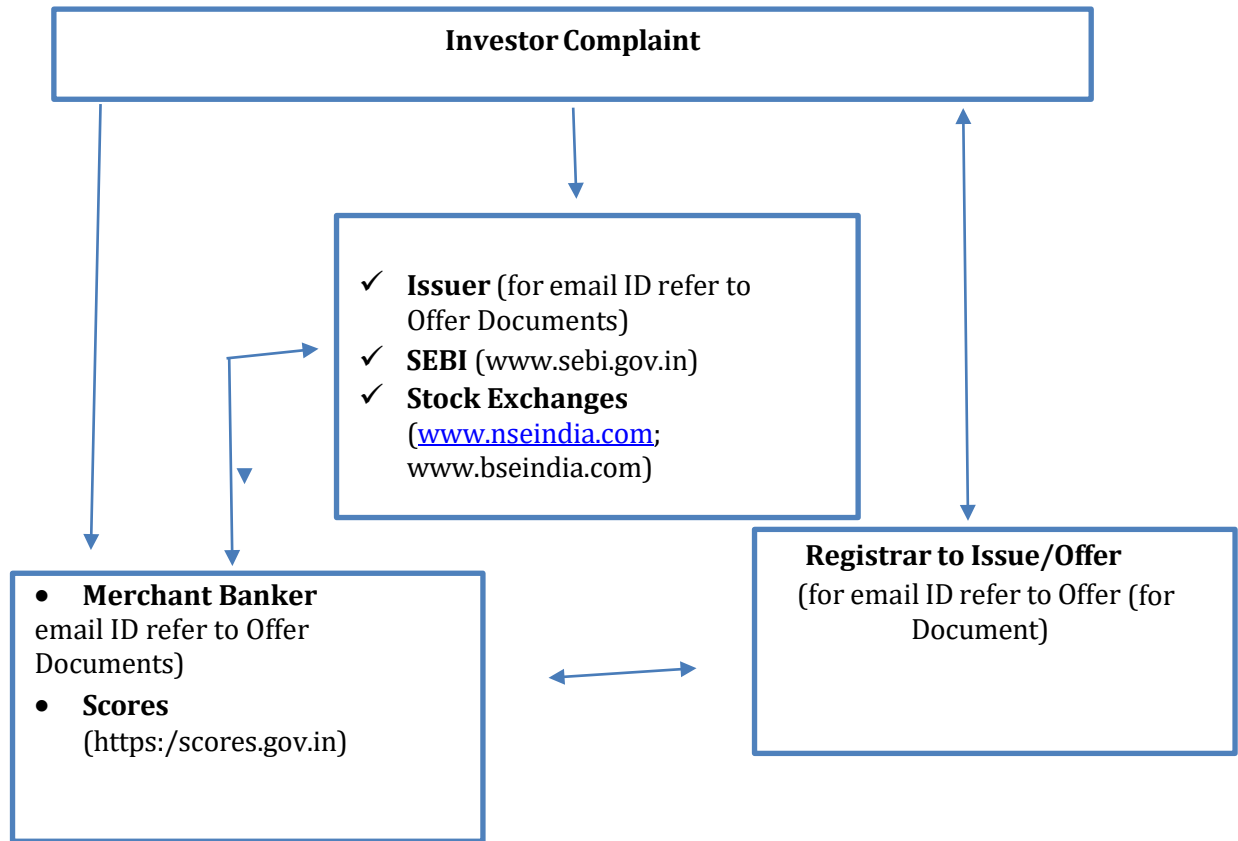 Investor Complaint
✓ Issuer (for email ID refer to
Offer Documents)
✓ SEBI (www.sebi.gov.in)
✓ Stock Exchanges
(www.nseindia.com;
www.bseindia.com)
• Merchant Banker
email ID refer to Offer
Documents)
• Scores
(https:/scores.gov.in)
Registrar to Issue/Offer
(for email ID refer to Offer (for
Document)